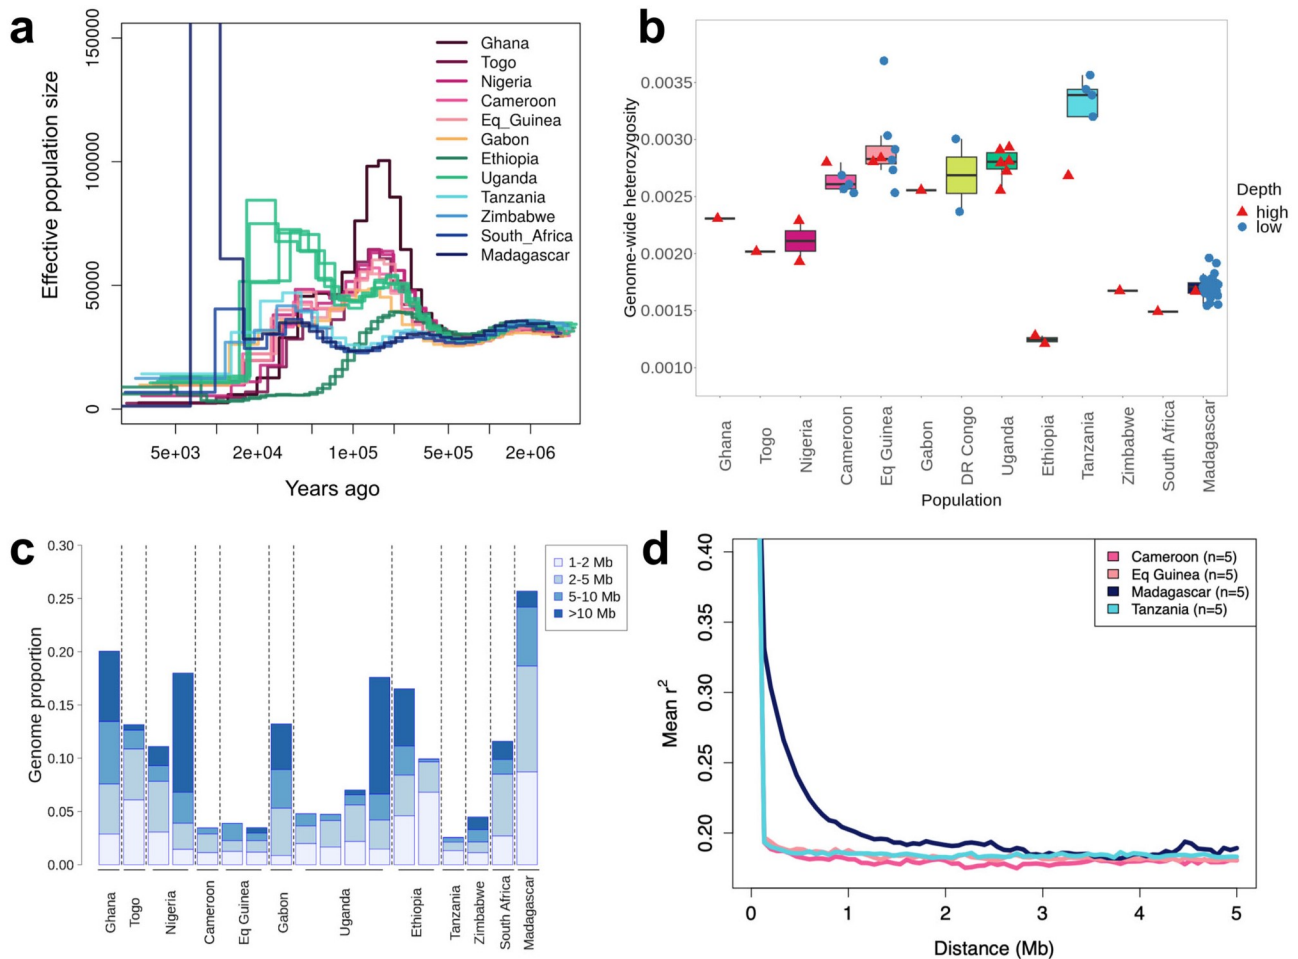 a
Effective population size
150000
100000
50000
0
5e+03
2e+04
1e+05
5e+05
2e+06
Years ago
Ghana
Togo
Nigeria
Cameroon
Eq_Guinea
Gabon
Ethiopia
Uganda
Tanzania
Zimbabwe
South_Africa
Madagascar
b
Genome-wide heterozygosity
0.0035
0.0030
0.0025
0.0020
0.0015
0.0010
Ghana
Togo
Nigeria
Cameroon
Eq Guinea
Gabon
DR Congo
Uganda
Ethiopia
Tanzania
Zimbabwe
South Africa
Madagascar
Population
Depth
high
low
c
Genome proportion
0.30
0.25
0.20
0.15
0.10
0.05
0.00
1-2 Mb
2-5 Mb
5-10 Mb
>10 Mb
Ghana
Togo
Nigeria
Cameroon
Eq Guinea
Gabon
Uganda
Ethiopia
Tanzania
Zimbabwe
South Africa
Madagascar
d
Mean r²
0.40
0.35
0.30
0.25
0.20
Cameroon (n=5)
Eq Guinea (n=5)
Madagascar (n=5)
Tanzania (n=5)
0
1
2
3
4
5
Distance (Mb)